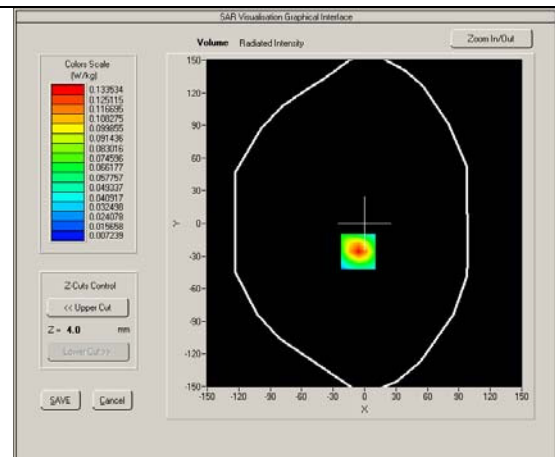 SAR Visualisation Graphical Interface
Volume Radiated Intensity
Zoom In/Out
Colors Scale
(W/kg)
0.133534
0.125115
0.116695
0.108275
0.099855
0.091436
0.083016
0.074596
0.066177
0.057757
0.049337
0.040917
0.032498
0.024078
0.015658
0.007239
Z-Cuts Control
<< Upper Cut
Z = 4.0 mm
Lower Cut >>
SAVE Cancel
150
120
90
60
30
0
-30
-60
-90
-120
-150
Y
-150 -120 -90 -60 -30 0 30 60 90 120 150
X